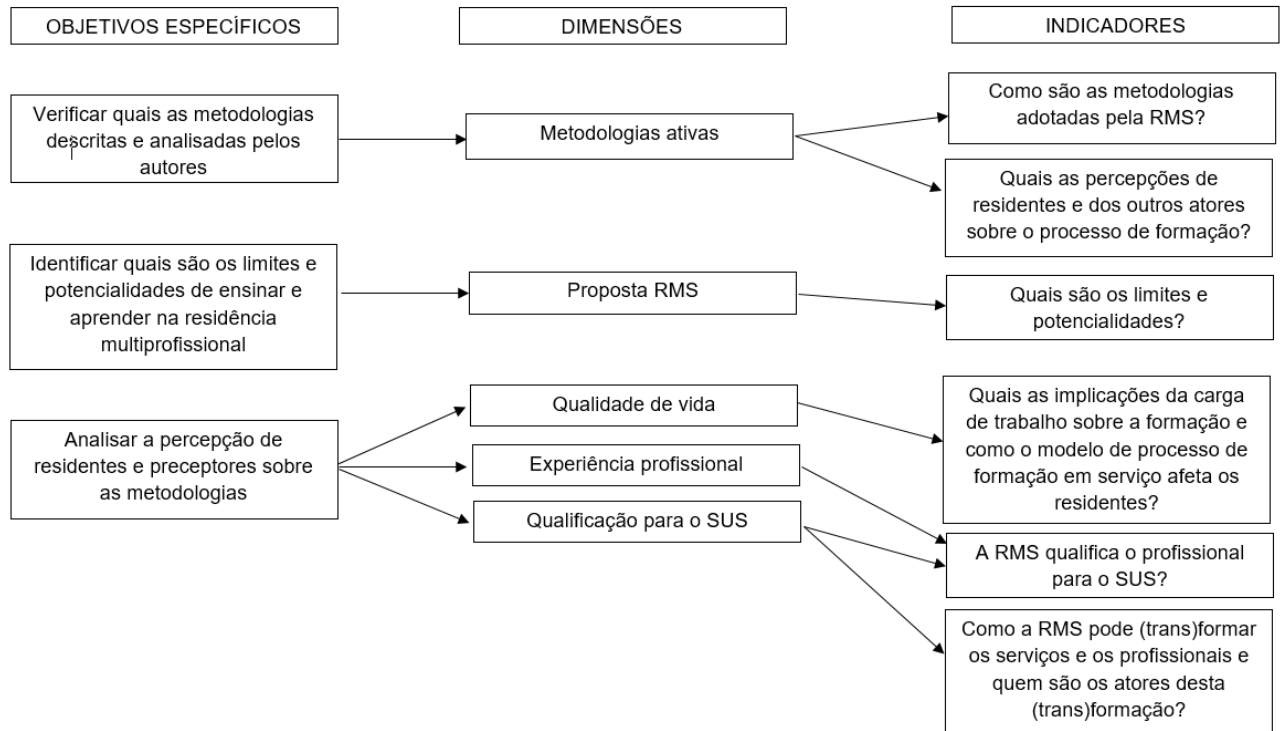 OBJETIVOS ESPECÍFICOS
DIMENSÕES
INDICADORES
Verificar quais as metodologias
descritas e analisadas pelos
autores
Metodologias ativas
Como são as metodologias
adotadas pela RMS?
Quais as percepções de
residentes e dos outros atores
sobre o processo de formação?
Identificar quais são os limites e
potencialidades de ensinar e
aprender na residência
multiprofissional
Proposta RMS
Quais são os limites e
potencialidades?
Analisar a percepção de
residentes e preceptores sobre
as metodologias
Qualidade de vida
Experiência profissional
Qualificação para o SUS
Quais as implicações da carga
de trabalho sobre a formação e
como o modelo de processo de
formação em serviço afeta os
residentes?
A RMS qualifica o profissional
para o SUS?
Como a RMS pode (trans)formar
os serviços e os profissionais e
quem são os atores desta
(trans)formação?